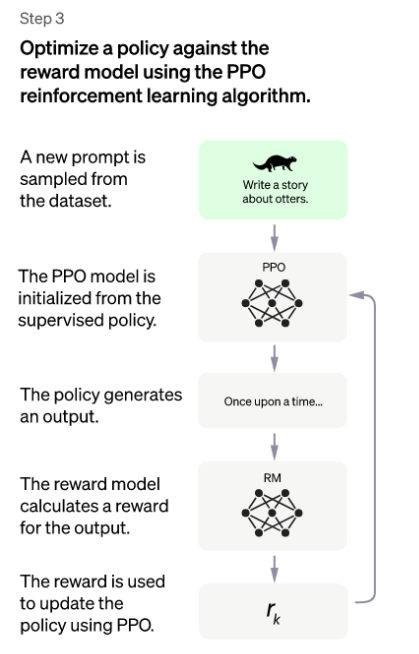 Step 3
Optimize a policy against the
reward model using the PPO
reinforcement learning algorithm.
A new prompt is
sampled from
the dataset.
Write a story
about otters.
The PPO model is
initialized from the
supervised policy.
PPO
The policy generates
an output.
Once upon a time...
The reward model
calculates a reward
for the output.
RM
The reward is used
to update the
policy using PPO.
rₖ